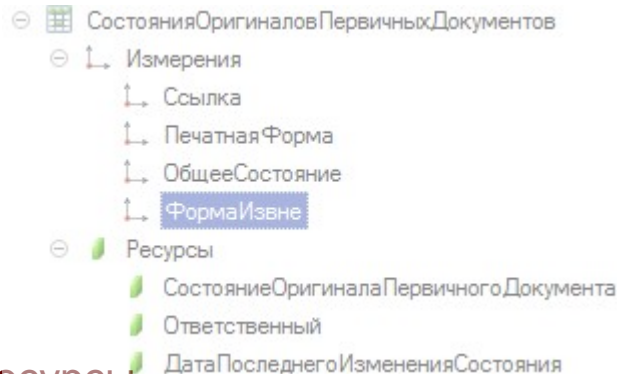 СостоянияОригиналовПервичныхДокументов
Измерения
Ссылка
ПечатнаяФорма
ОбщееСостояние
ФормаИзвне
Ресурсы
СостояниеОригиналаПервичногоДокумента
Ответственный
ДатаПоследнегоИзмененияСостояния